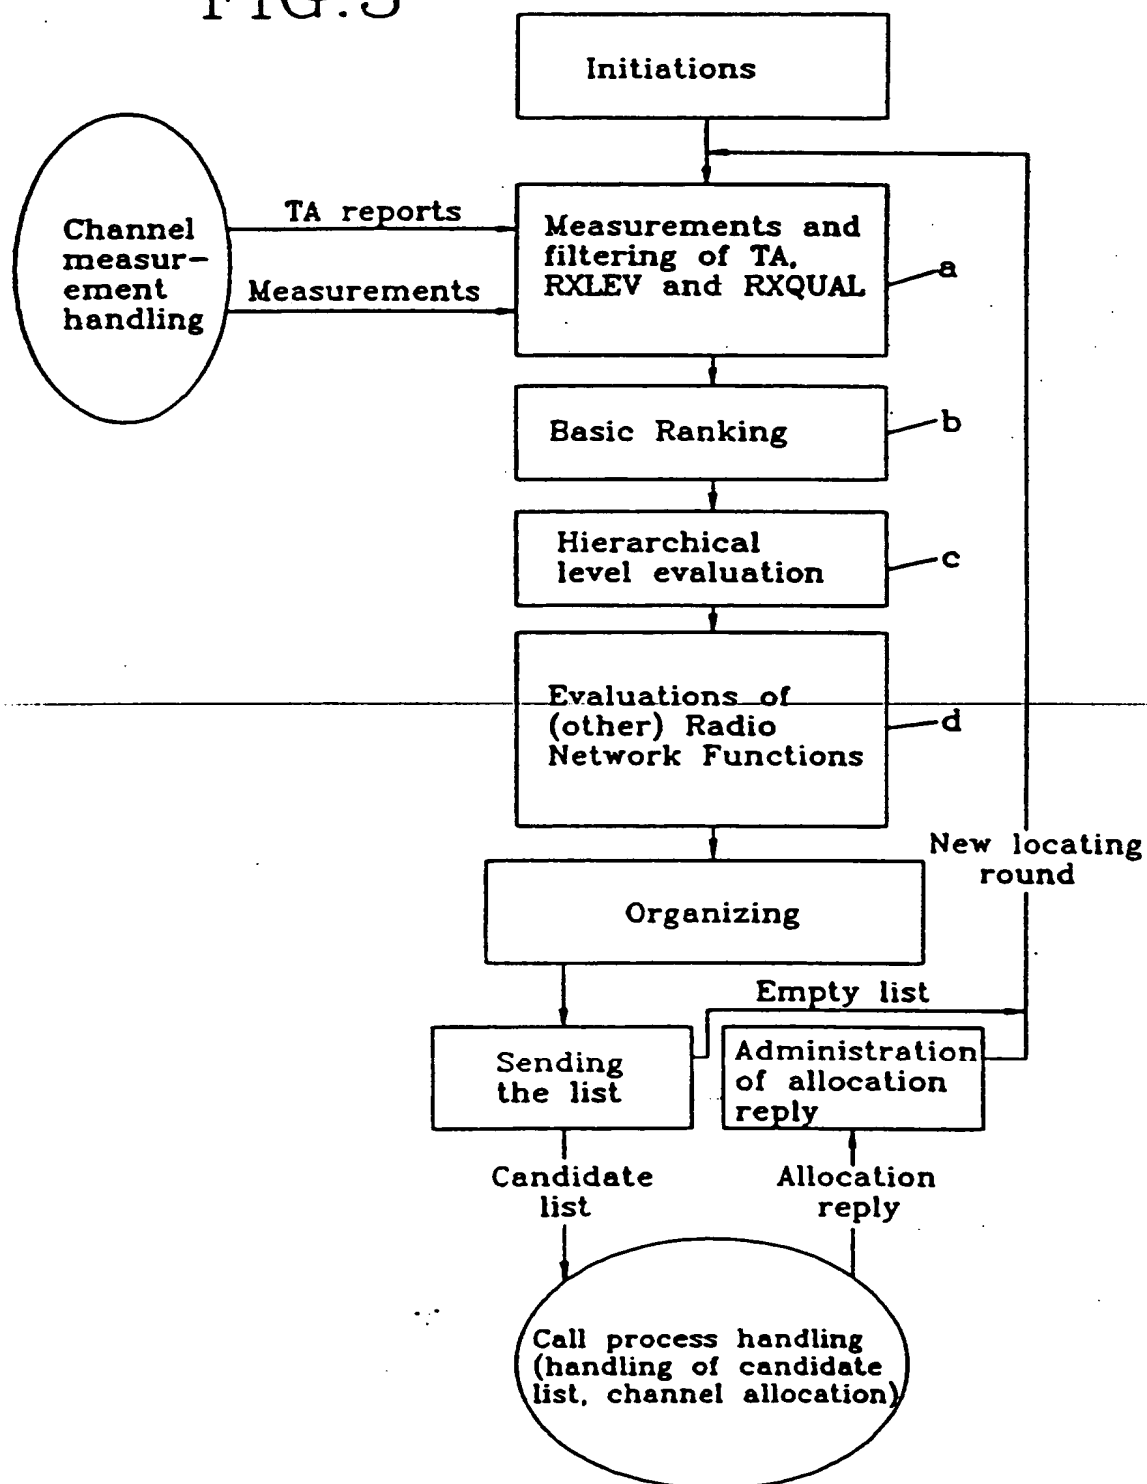 FIG.3
Initiations
Channel
measur-
ement
handling
TA reports
Measurements
Measurements and
filtering of TA,
RXLEV and RXQUAL
a
Basic Ranking
b
Hierarchical
level evaluation
c
Evaluations of
(other) Radio
Network Functions
d
New locating
round
Organizing
Empty list
Sending
the list
Administration
of allocation
reply
Candidate
list
Allocation
reply
Call process handling
(handling of candidate
list, channel allocation)